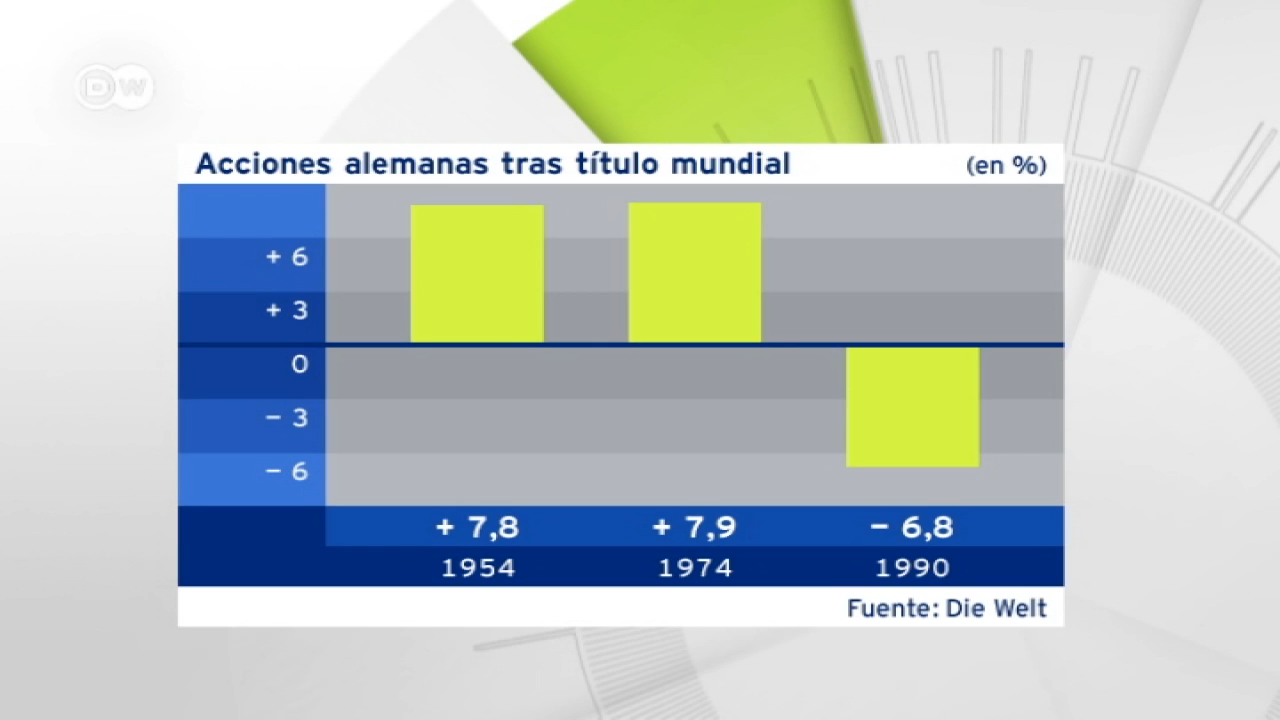 DW
Acciones alemanas tras título mundial (en %)
+ 6
+ 3
0
− 3
− 6
+ 7,8 + 7,9 − 6,8
1954 1974 1990
Fuente: Die Welt